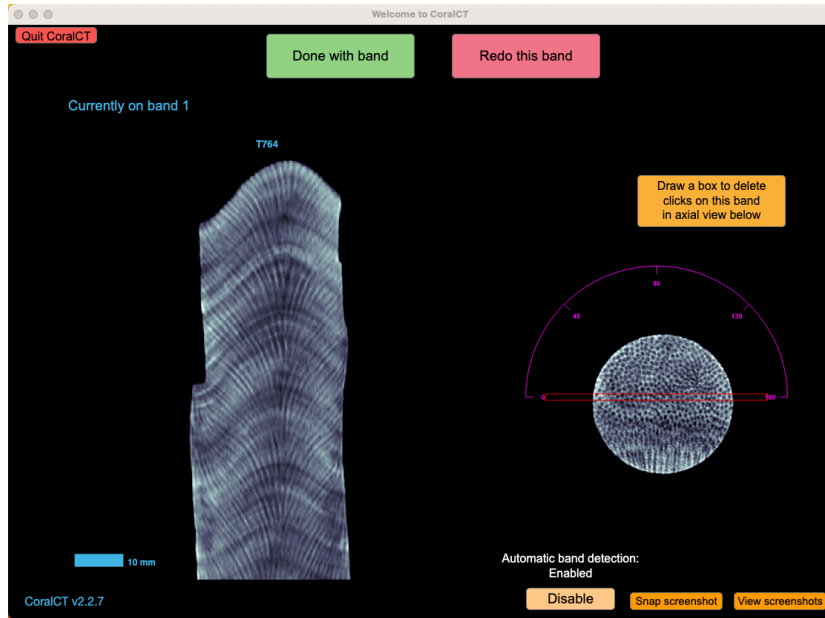 Welcome to CoralCT
Quit CoralCT
Done with band
Redo this band
Currently on band 1
T764
Draw a box to delete
clicks on this band
in axial view below
90
45
135
0
180
10 mm
Automatic band detection:
Enabled
Disable
Snap screenshot
View screenshots
CoralCT v2.2.7